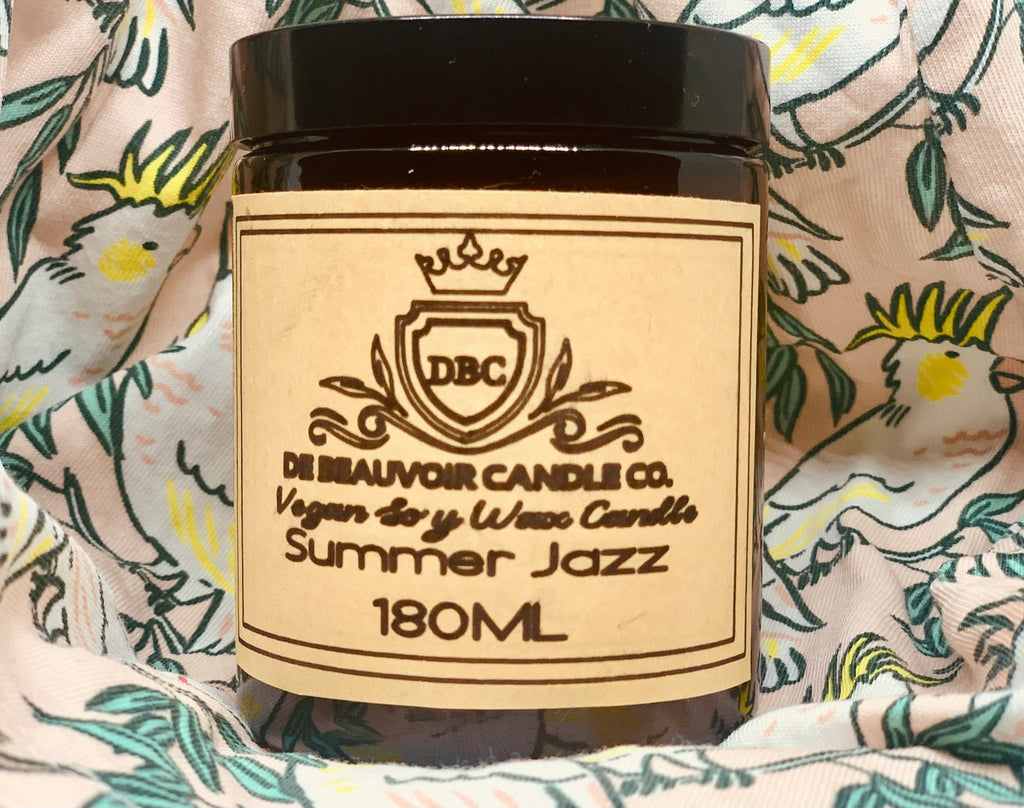 DBC
DE BEAUVOIR CANDLE CO.
Vegan Soy Wax Candle
Summer Jazz
180ML